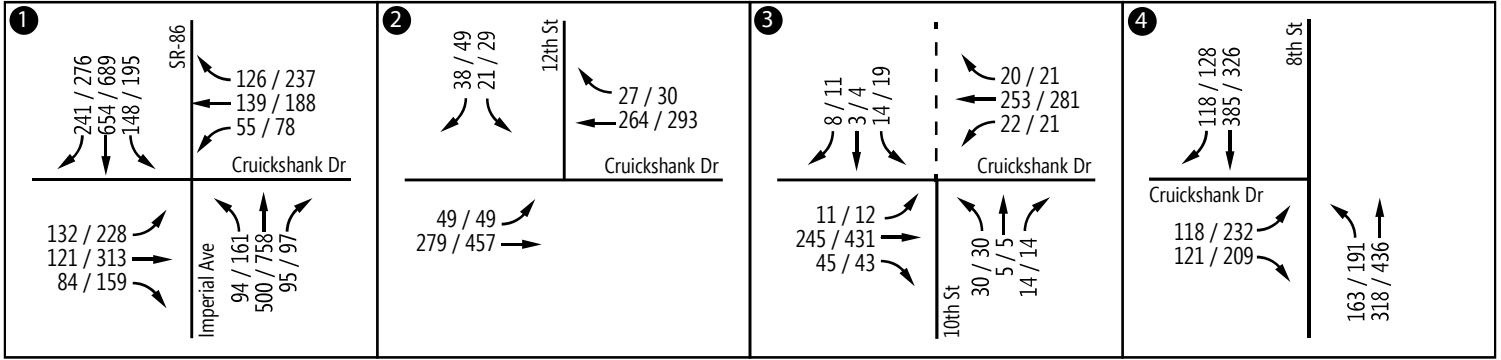 1
SR-86
241 / 276
654 / 689
148 / 195
126 / 237
139 / 188
55 / 78
Cruickshank Dr
132 / 228
121 / 313
84 / 159
Imperial Ave
94 / 161
500 / 758
95 / 97
2
38 / 49
21 / 29
12th St
27 / 30
264 / 293
Cruickshank Dr
49 / 49
279 / 457
3
8 / 11
3 / 4
14 / 19
20 / 21
253 / 281
22 / 21
Cruickshank Dr
11 / 12
245 / 431
45 / 43
10th St
30 / 30
5 / 5
14 / 14
4
118 / 128
385 / 326
8th St
Cruickshank Dr
118 / 232
121 / 209
163 / 191
318 / 436